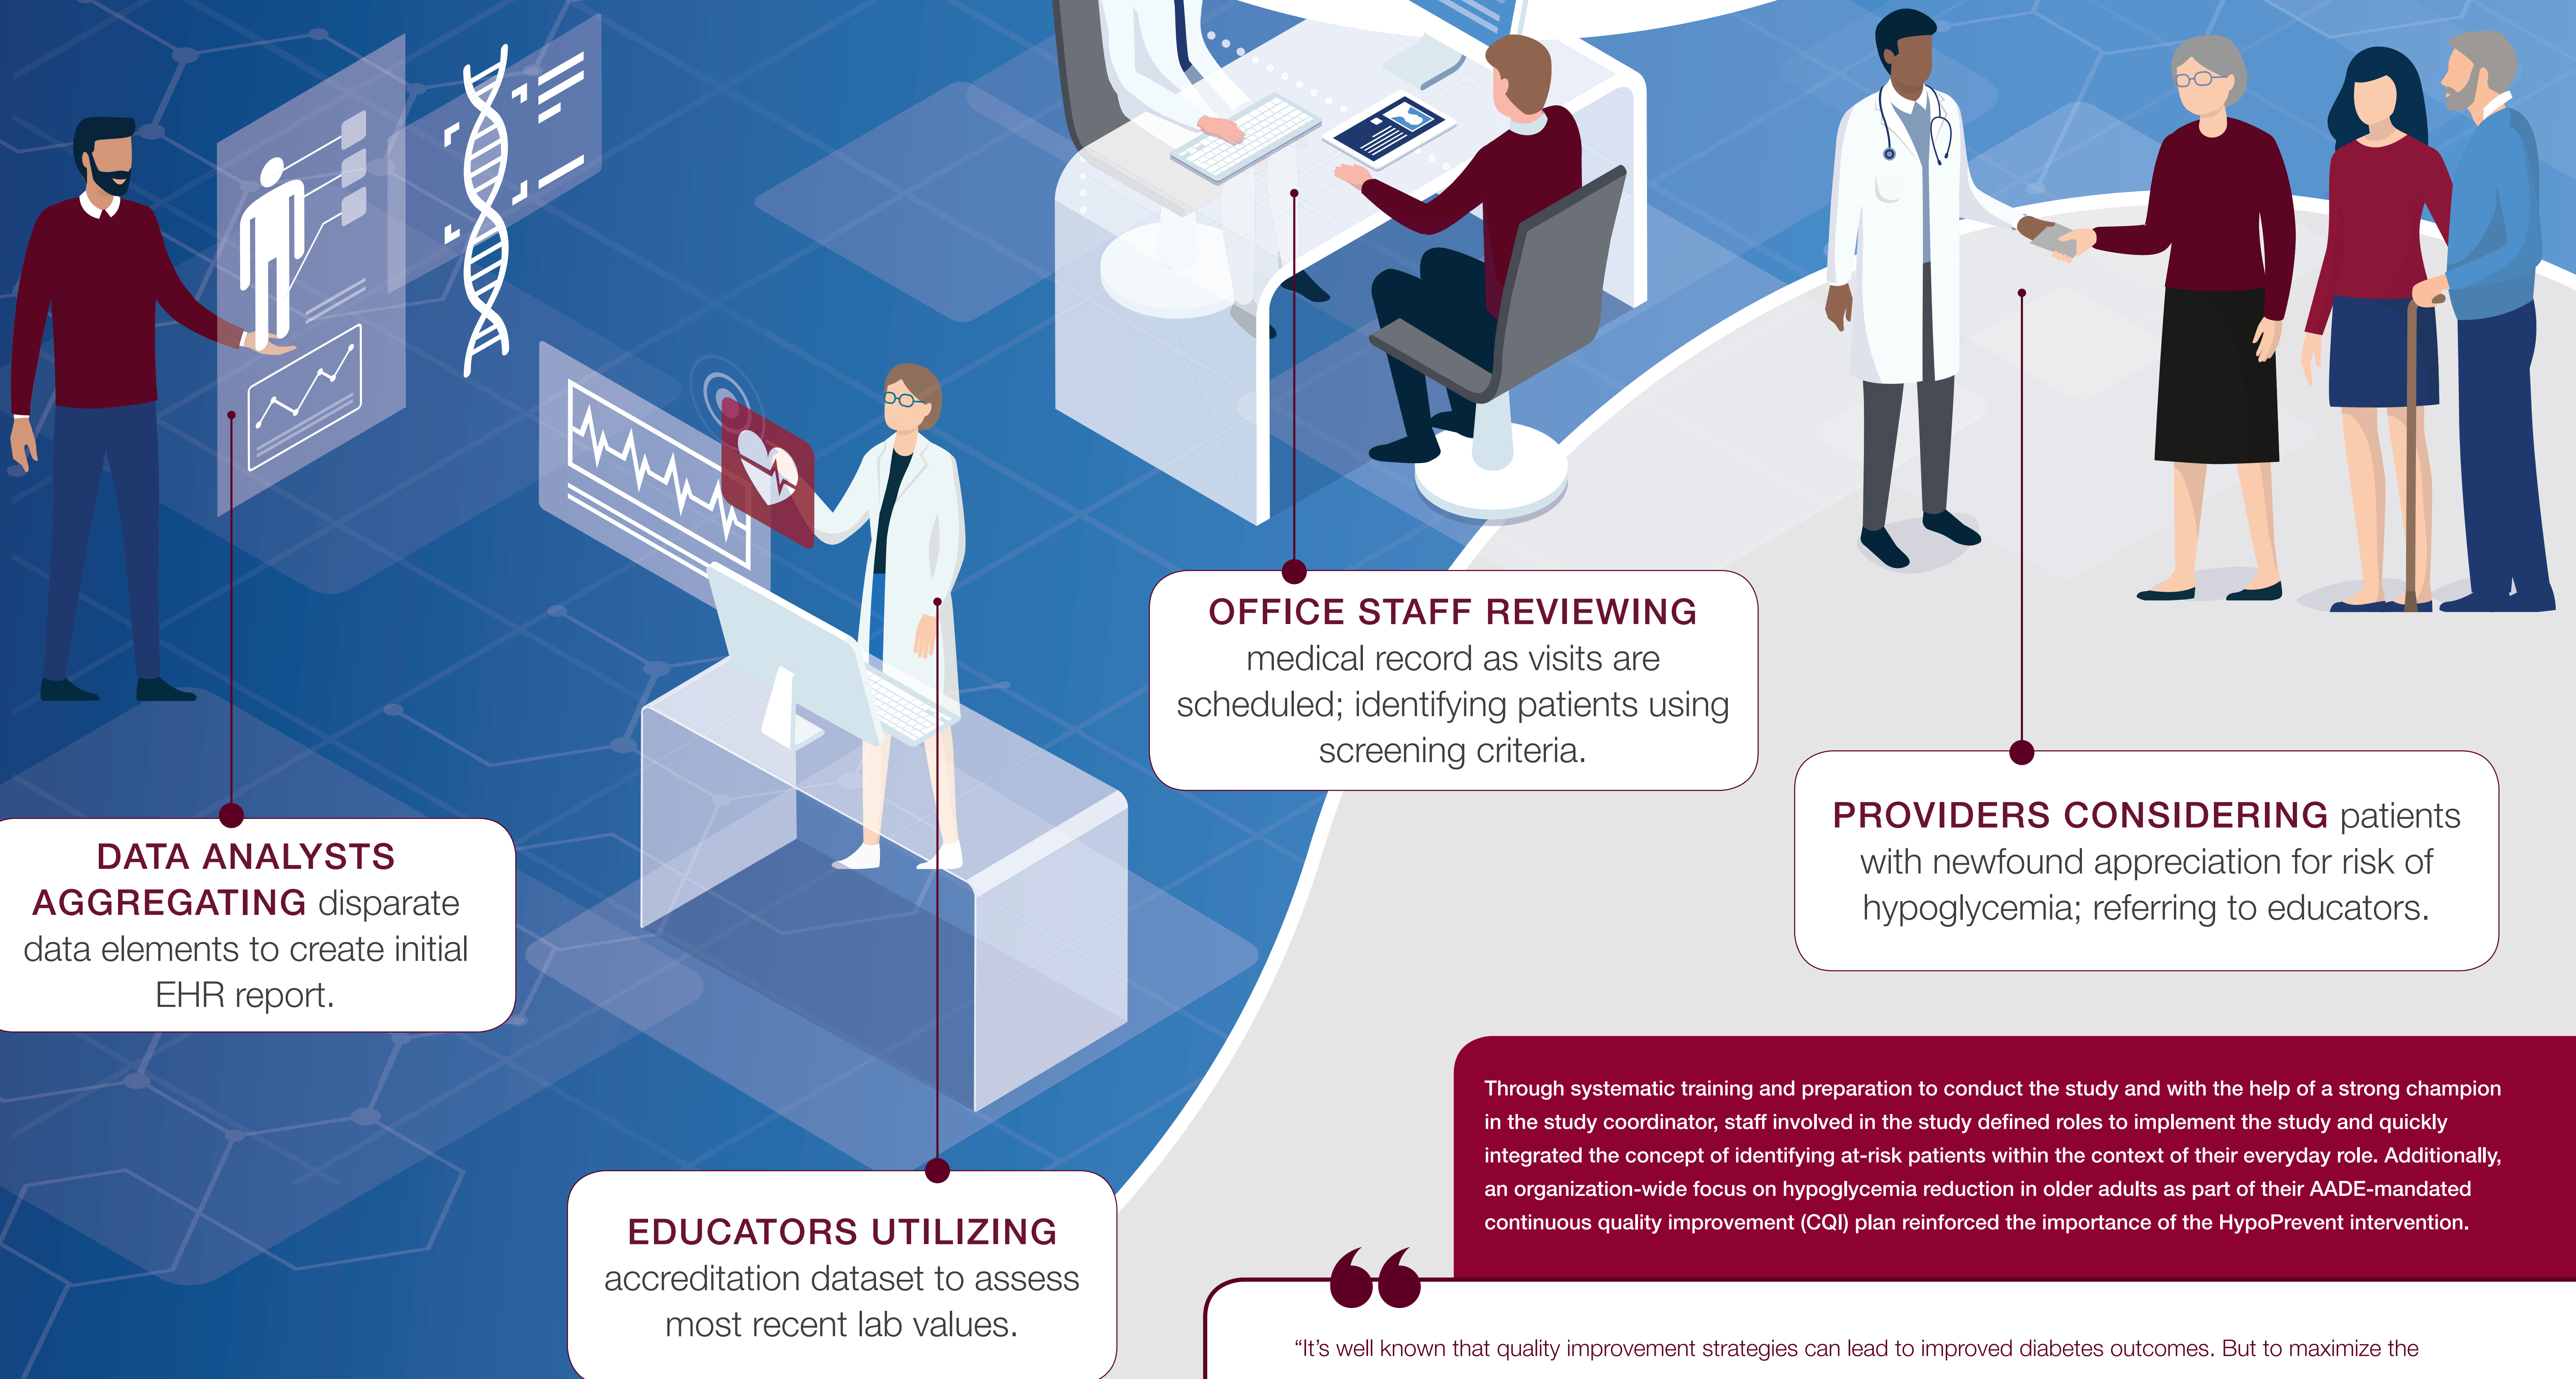 OFFICE STAFF REVIEWING
medical record as visits are
scheduled; identifying patients using
screening criteria.
PROVIDERS CONSIDERING patients
with newfound appreciation for risk of
hypoglycemia; referring to educators.
DATA ANALYSTS
AGGREGATING disparate
data elements to create initial
EHR report.
EDUCATORS UTILIZING
accreditation dataset to assess
most recent lab values.
Through systematic training and preparation to conduct the study and with the help of a strong champion
in the study coordinator, staff involved in the study defined roles to implement the study and quickly
integrated the concept of identifying at-risk patients within the context of their everyday role. Additionally,
an organization-wide focus on hypoglycemia reduction in older adults as part of their AADE-mandated
continuous quality improvement (CQI) plan reinforced the importance of the HypoPrevent intervention.
“It’s well known that quality improvement strategies can lead to improved diabetes outcomes. But to maximize the